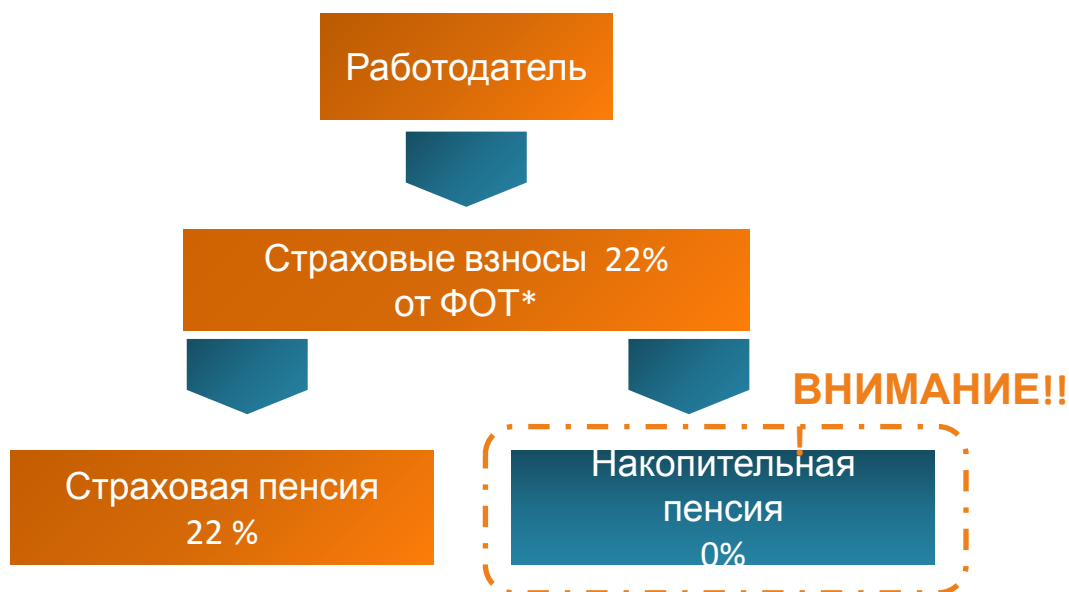 Работодатель
Страховые взносы 22%
от ФОТ*
ВНИМАНИЕ!!
!
Страховая пенсия
22 %
Накопительная
пенсия
0%